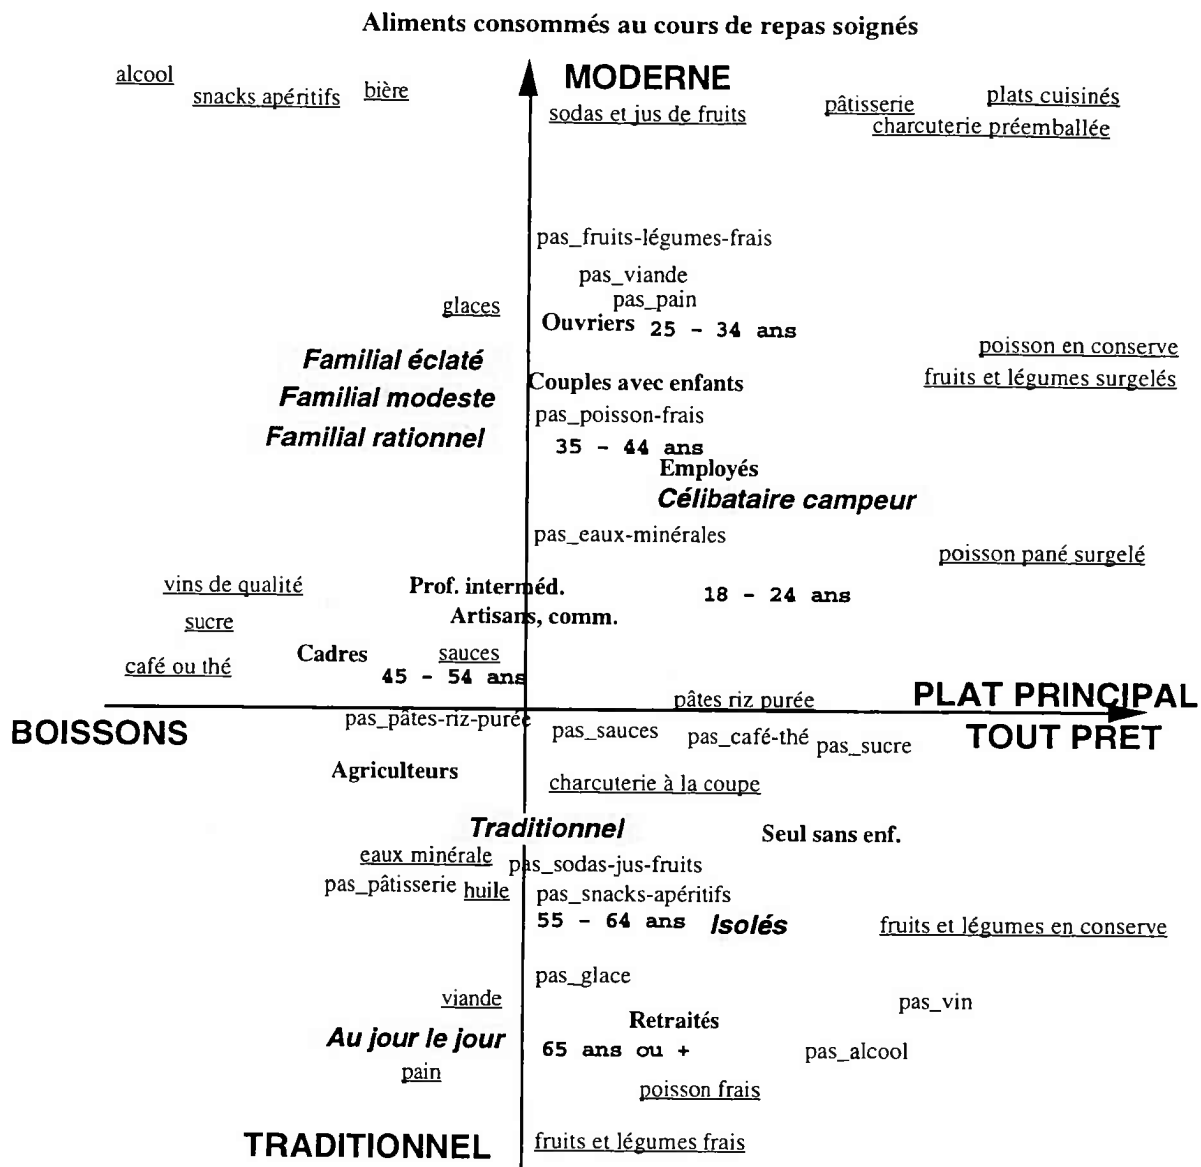 Aliments consommés au cours de repas soignés
alcool
snacks apéritifs
bière
MODERNE
sodas et jus de fruits
pâtisserie
plats cuisinés
charcuterie préemballée
pas_fruits-légumes-frais
pas_viande
pas_pain
glaces
Ouvriers 25 - 34 ans
Familial éclaté
poisson en conserve
Couples avec enfants
fruits et légumes surgelés
Familial modeste
pas_poisson-frais
Familial rationnel
35 - 44 ans
Employés
Célibataire campeur
pas_eaux-minérales
poisson pané surgelé
vins de qualité
Prof. interméd.
18 - 24 ans
sucre
Artisans, comm.
café ou thé
Cadres
sauces
45 - 54 ans
pâtes riz purée
PLAT PRINCIPAL
BOISSONS
pas_pâtes-riz-purée
pas_sauces
pas_café-thé
pas_sucre
TOUT PRET
Agriculteurs
charcuterie à la coupe
Traditionnel
Seul sans enf.
eaux minérale
pas_sodas-jus-fruits
pas_pâtisserie
huile
pas_snacks-apéritifs
55 - 64 ans
Isolés
fruits et légumes en conserve
pas_glace
viande
pas_vin
Retraités
Au jour le jour
65 ans ou +
pas_alcool
pain
poisson frais
TRADITIONNEL
fruits et légumes frais